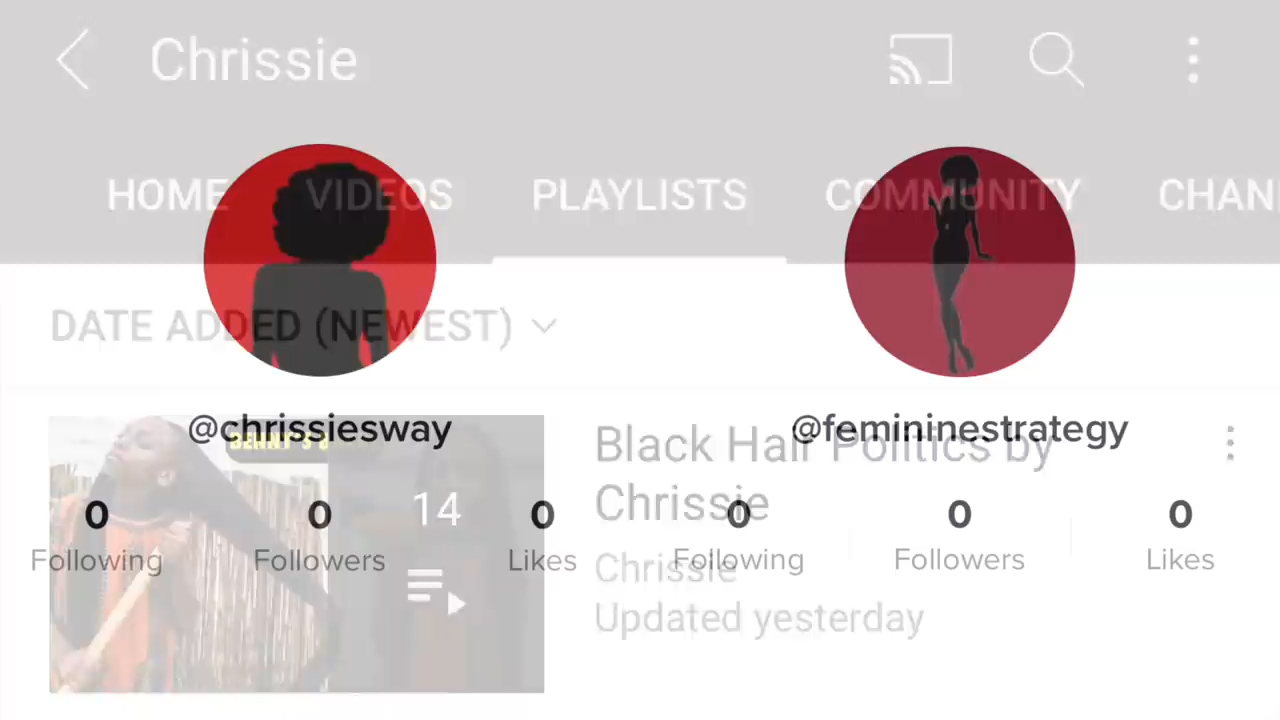 Chrissie
HOME VIDEOS PLAYLISTS COMMUNITY CHAN
DATE ADDED (NEWEST)
@chrissiesway
@femininestrategy
Black Hair Politics by
Chrissie
14
0 Following
0 Followers
0 Likes
0 Following
0 Followers
0 Likes
Chrissie
Updated yesterday